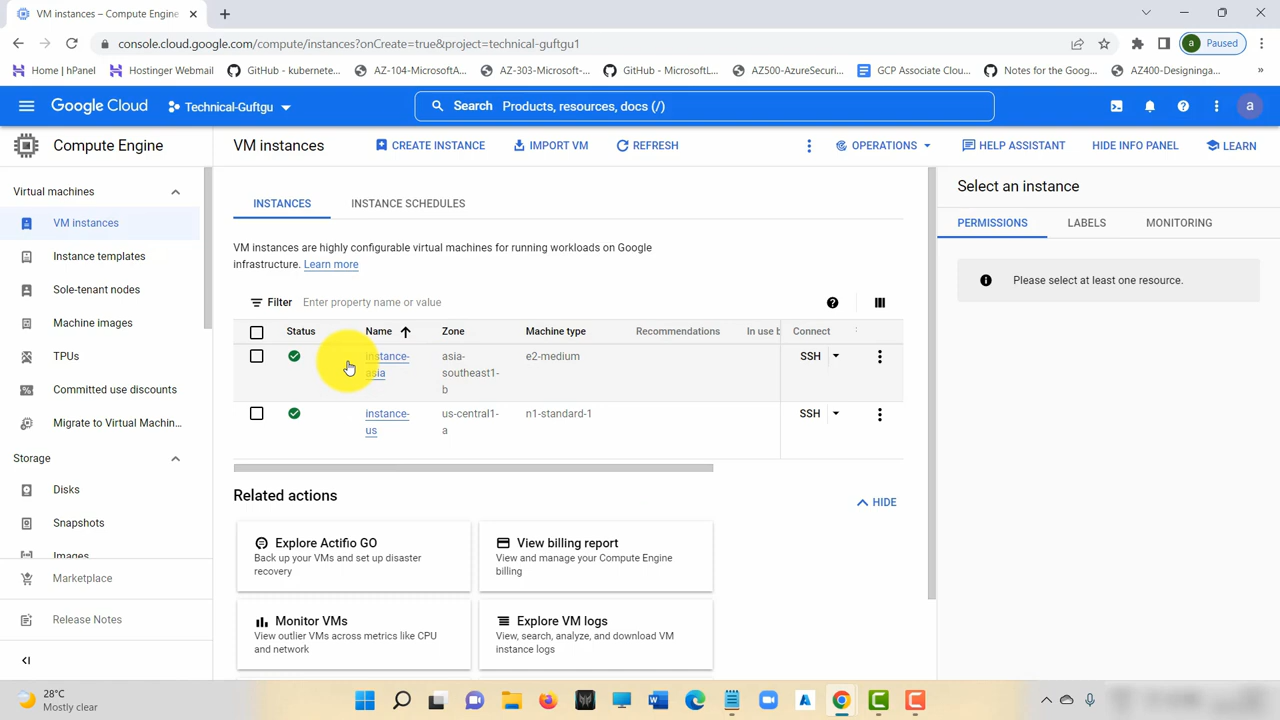 VM instances – Compute Engine
console.cloud.google.com/compute/instances?onCreate=true&project=technical-guftgu1
a
Paused
Home | hPanel
Hostinger Webmail
GitHub - kubernete...
AZ-104-MicrosoftA...
AZ-303-Microsoft-...
GitHub - MicrosoftL...
AZ500-AzureSecuri...
GCP Associate Clou...
Notes for the Goog...
AZ400-Designinga...
»
Google Cloud
Technical-Guftgu
Search Products, resources, docs (/)
a
Compute Engine
VM instances
CREATE INSTANCE
IMPORT VM
REFRESH
OPERATIONS
HELP ASSISTANT
HIDE INFO PANEL
LEARN
Virtual machines
VM instances
Instance templates
Sole-tenant nodes
Machine images
TPUs
Committed use discounts
Migrate to Virtual Machin...
Storage
Disks
Snapshots
Images
Marketplace
Release Notes
INSTANCES
INSTANCE SCHEDULES
VM instances are highly configurable virtual machines for running workloads on Google
infrastructure. Learn more
Filter Enter property name or value
Status Name Zone Machine type Recommendations In use b Connect
instance-
asia
asia-
southeast1-
b
e2-medium
SSH
instance-
us
us-central1-
a
n1-standard-1
SSH
Related actions
HIDE
Explore Actifio GO
Back up your VMs and set up disaster
recovery
View billing report
View and manage your Compute Engine
billing
Monitor VMs
View outlier VMs across metrics like CPU
and network
Explore VM logs
View, search, analyze, and download VM
instance logs
Select an instance
PERMISSIONS
LABELS
MONITORING
Please select at least one resource.
28°C
Mostly clear